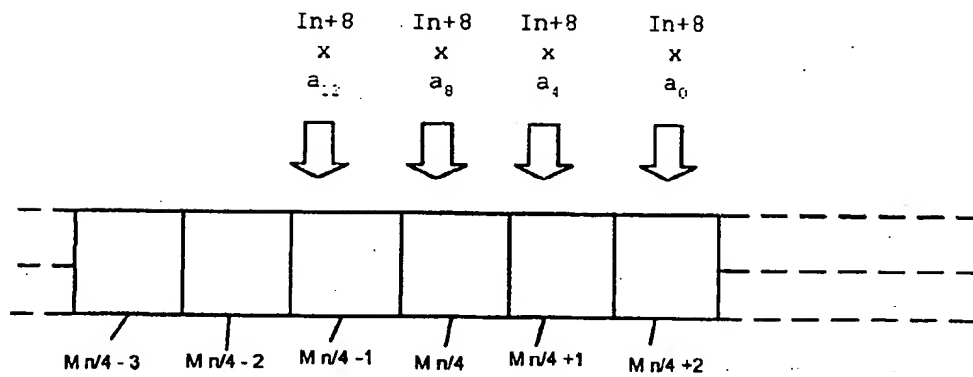 In+8 In+8 In+8 In+8
x x x x
a₁₂ a₈ a₄ a₀
M n/4 - 3 M n/4 - 2 M n/4 - 1 M n/4 M n/4 +1 M n/4 +2